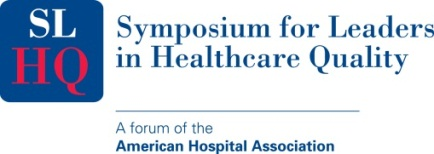 SL
HQ
Symposium for Leaders
in Healthcare Quality
A forum of the
American Hospital Association